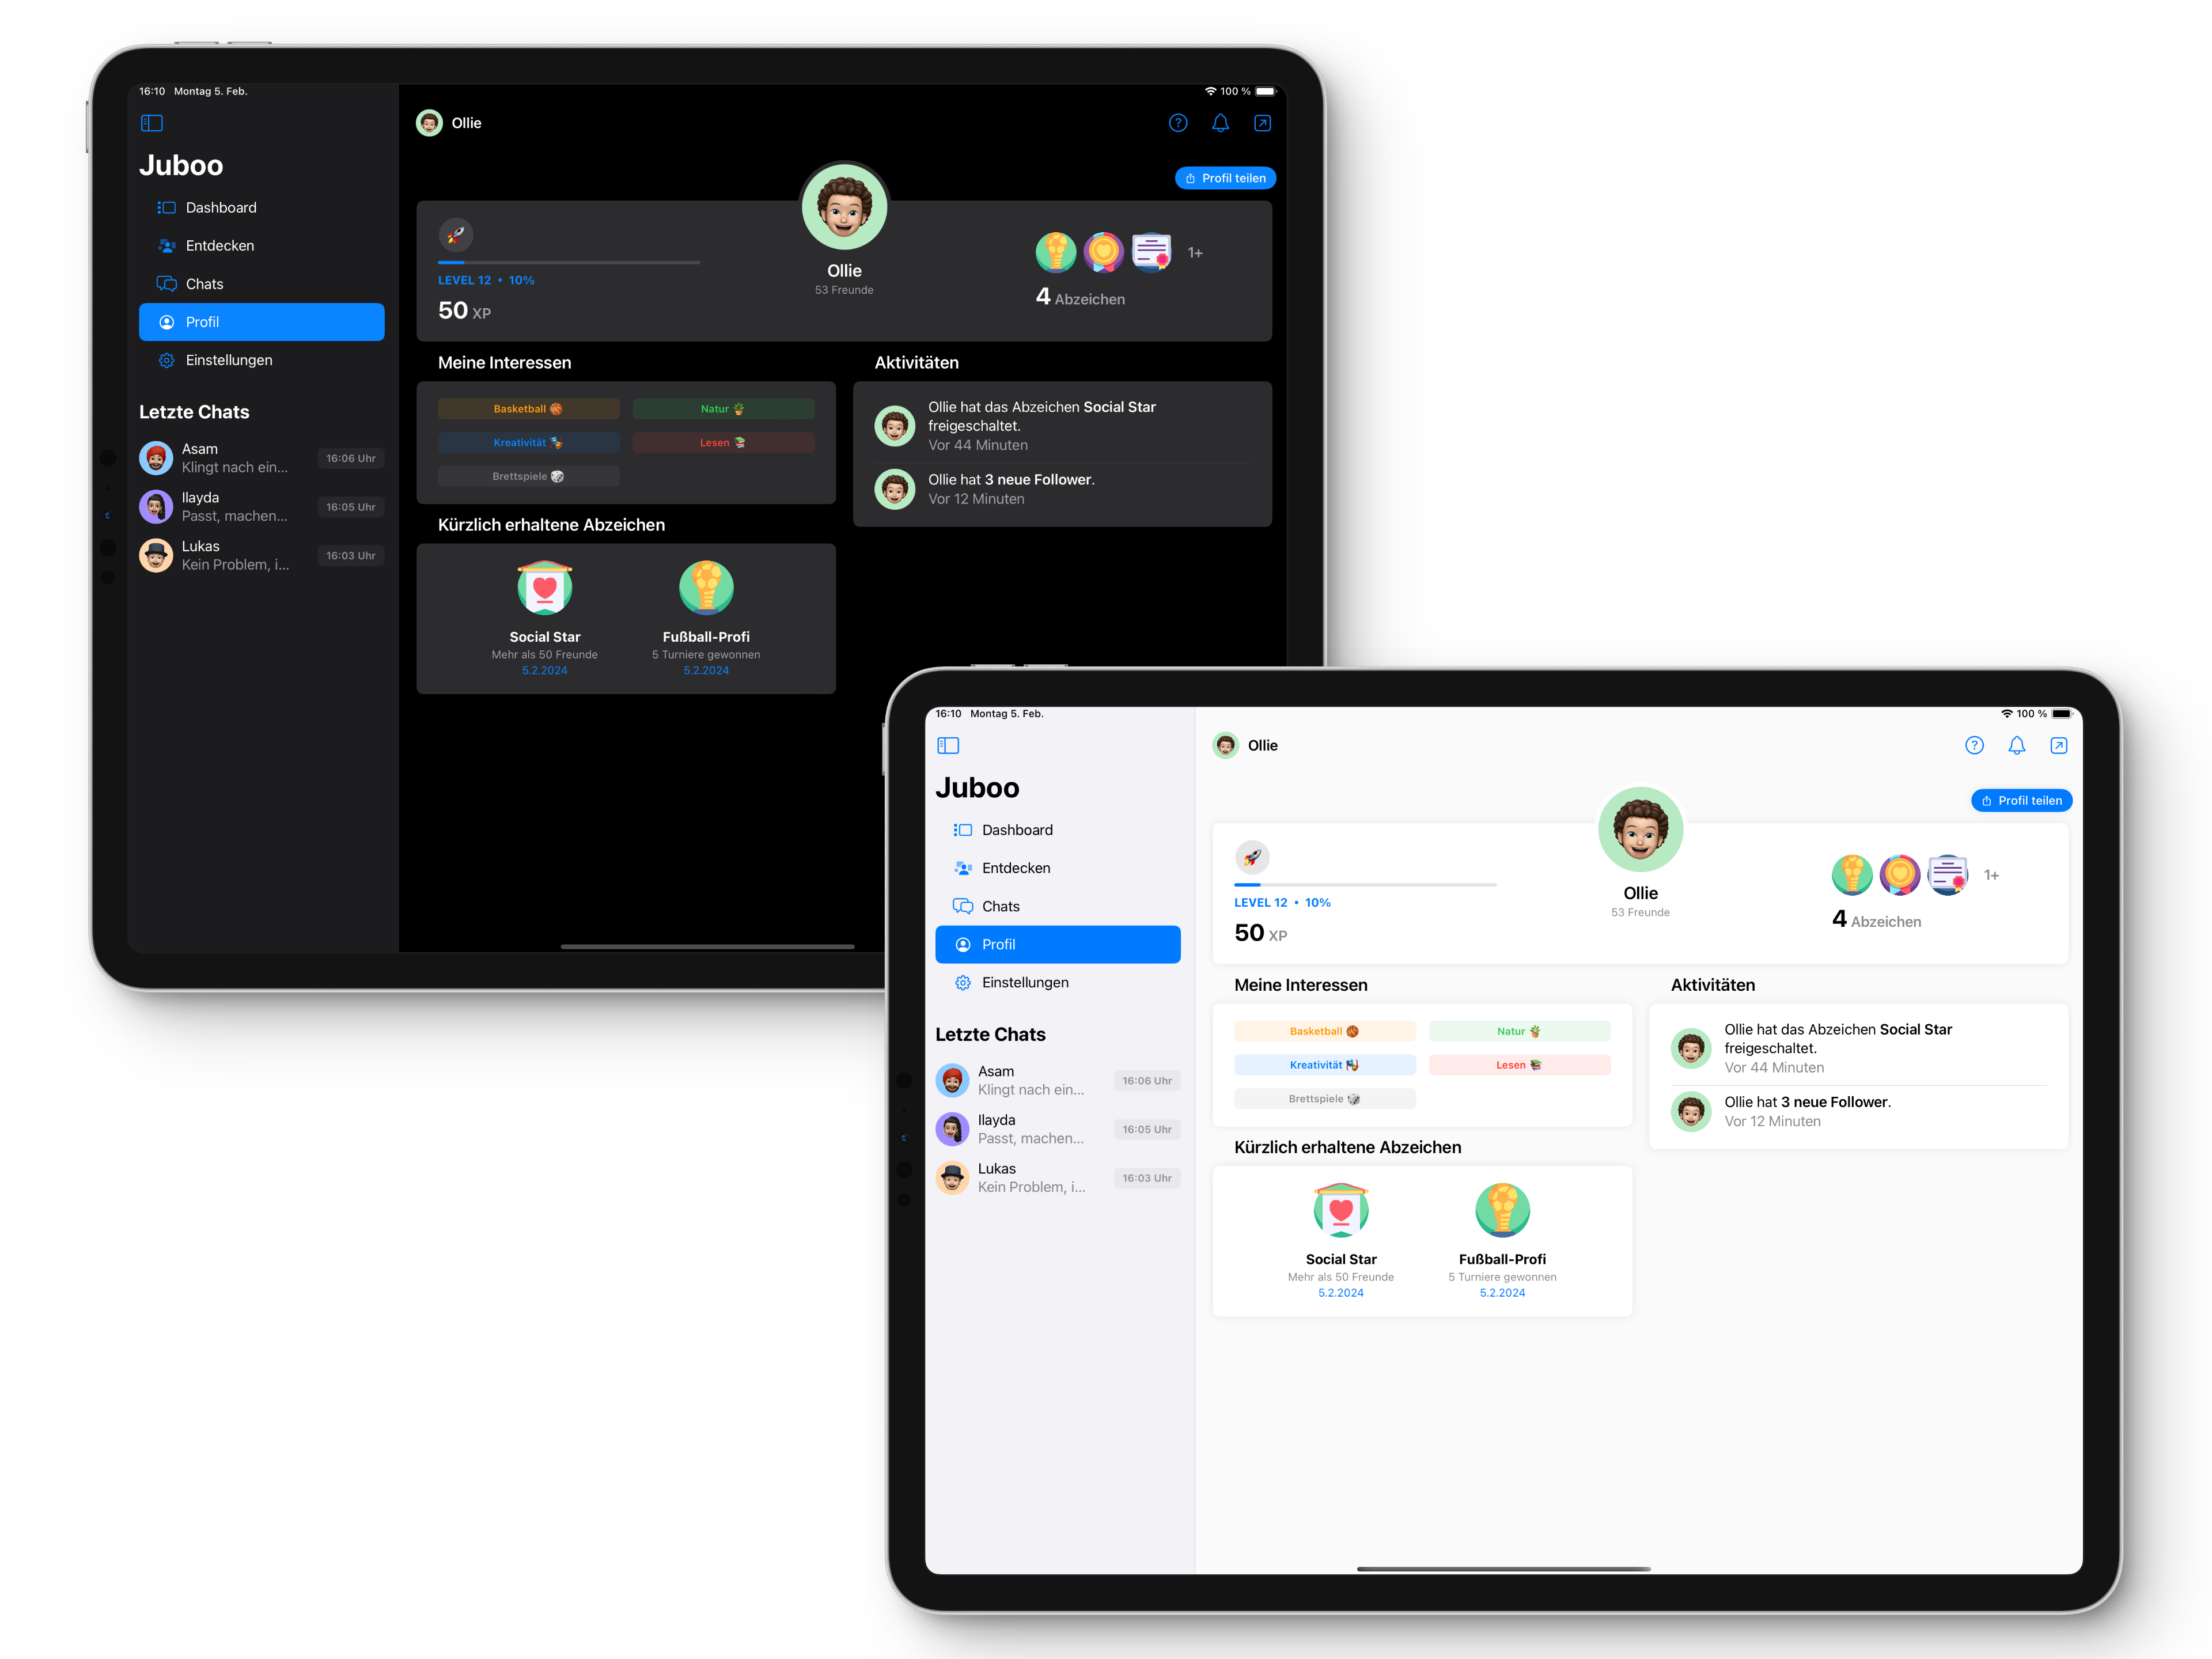 16:10 Montag 5. Feb.
100 %
Juboo
Dashboard
Entdecken
Chats
Profil
Einstellungen
Letzte Chats
Asam
Klingt nach ein...
16:06 Uhr
Ilayda
Passt, machen...
16:05 Uhr
Lukas
Kein Problem, i...
16:03 Uhr
Ollie
Profil teilen
LEVEL 12 • 10%
50 XP
Ollie
53 Freunde
1+
4 Abzeichen
Meine Interessen
Basketball 🏀
Natur 🪴
Kreativität 🎭
Lesen 📚
Brettspiele 🎲
Aktivitäten
Ollie hat das Abzeichen Social Star
freigeschaltet.
Vor 44 Minuten
Ollie hat 3 neue Follower.
Vor 12 Minuten
Kürzlich erhaltene Abzeichen
Social Star
Mehr als 50 Freunde
5.2.2024
Fußball-Profi
5 Turniere gewonnen
5.2.2024
16:10 Montag 5. Feb.
100 %
Juboo
Dashboard
Entdecken
Chats
Profil
Einstellungen
Letzte Chats
Asam
Klingt nach ein...
16:06 Uhr
Ilayda
Passt, machen...
16:05 Uhr
Lukas
Kein Problem, i...
16:03 Uhr
Ollie
Profil teilen
LEVEL 12 • 10%
50 XP
Ollie
53 Freunde
1+
4 Abzeichen
Meine Interessen
Basketball 🏀
Natur 🪴
Kreativität 🎭
Lesen 📚
Brettspiele 🎲
Aktivitäten
Ollie hat das Abzeichen Social Star
freigeschaltet.
Vor 44 Minuten
Ollie hat 3 neue Follower.
Vor 12 Minuten
Kürzlich erhaltene Abzeichen
Social Star
Mehr als 50 Freunde
5.2.2024
Fußball-Profi
5 Turniere gewonnen
5.2.2024